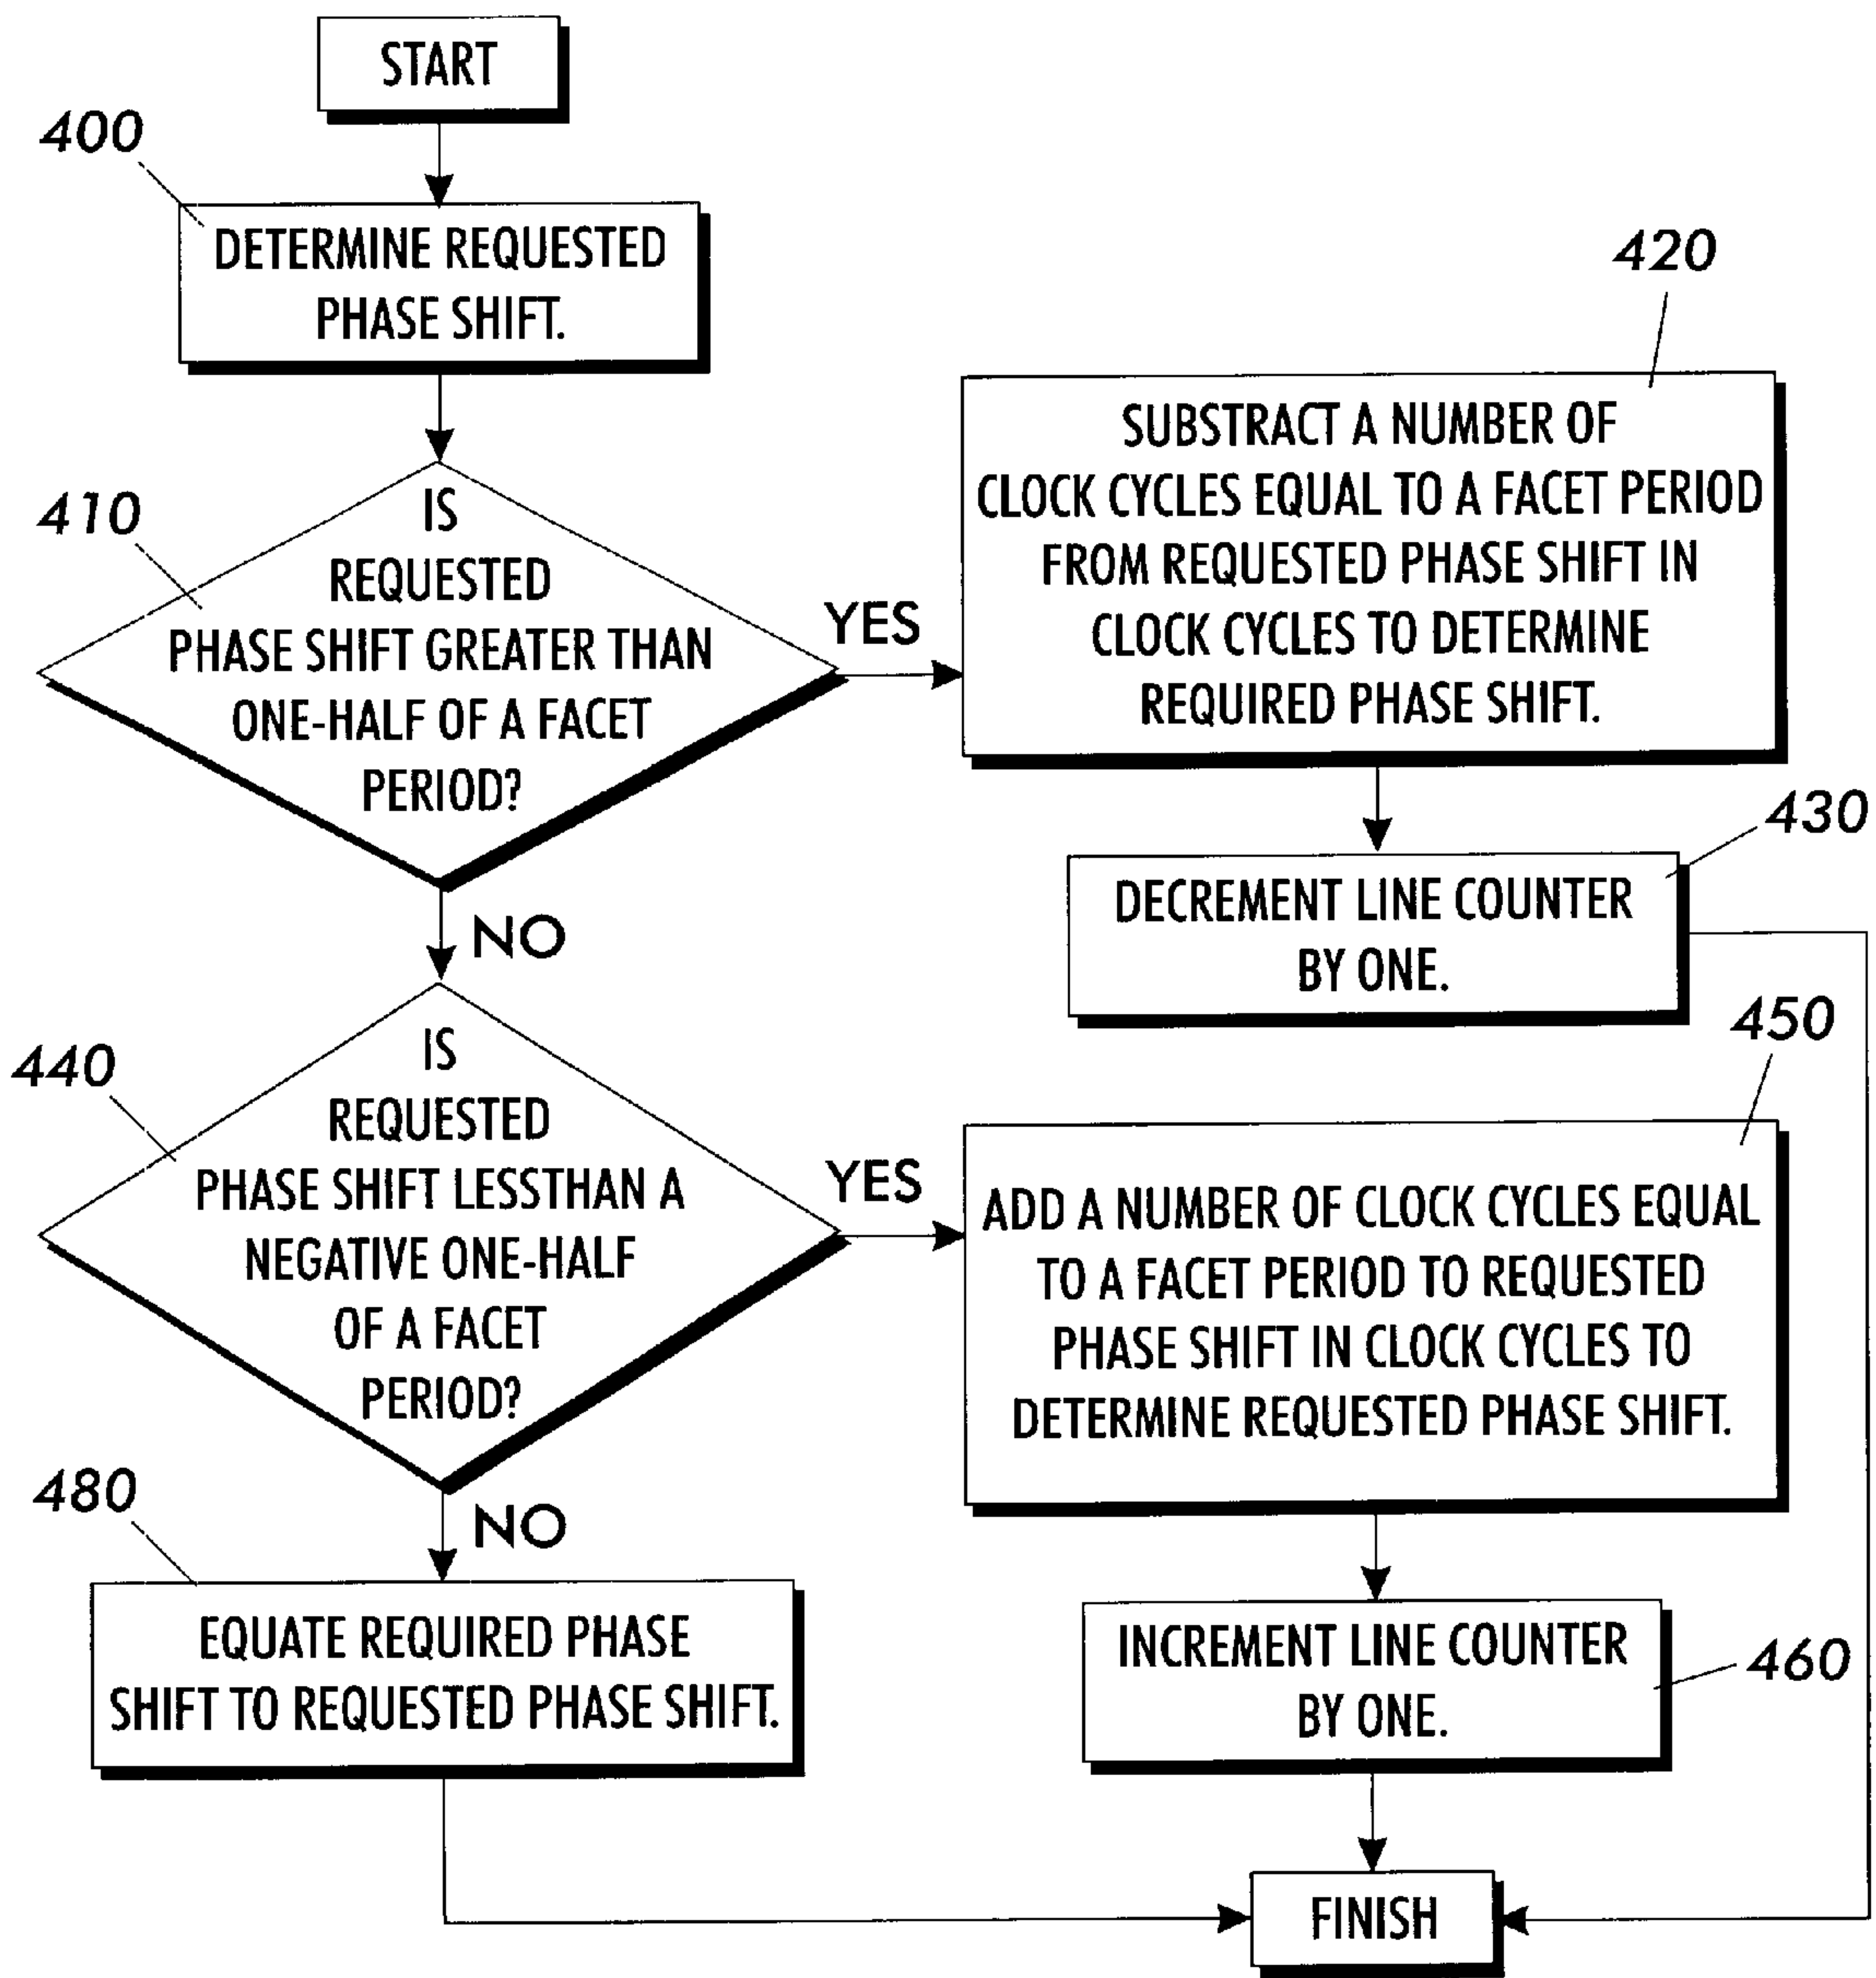 START
400
DETERMINE REQUESTED
PHASE SHIFT.
410
IS
REQUESTED
PHASE SHIFT GREATER THAN
ONE-HALF OF A FACET
PERIOD?
YES
420
SUBSTRACT A NUMBER OF
CLOCK CYCLES EQUAL TO A FACET PERIOD
FROM REQUESTED PHASE SHIFT IN
CLOCK CYCLES TO DETERMINE
REQUIRED PHASE SHIFT.
430
DECREMENT LINE COUNTER
BY ONE.
NO
440
IS
REQUESTED
PHASE SHIFT LESSTHAN A
NEGATIVE ONE-HALF
OF A FACET
PERIOD?
YES
450
ADD A NUMBER OF CLOCK CYCLES EQUAL
TO A FACET PERIOD TO REQUESTED
PHASE SHIFT IN CLOCK CYCLES TO
DETERMINE REQUESTED PHASE SHIFT.
NO
480
EQUATE REQUIRED PHASE
SHIFT TO REQUESTED PHASE SHIFT.
INCREMENT LINE COUNTER
BY ONE.
460
FINISH